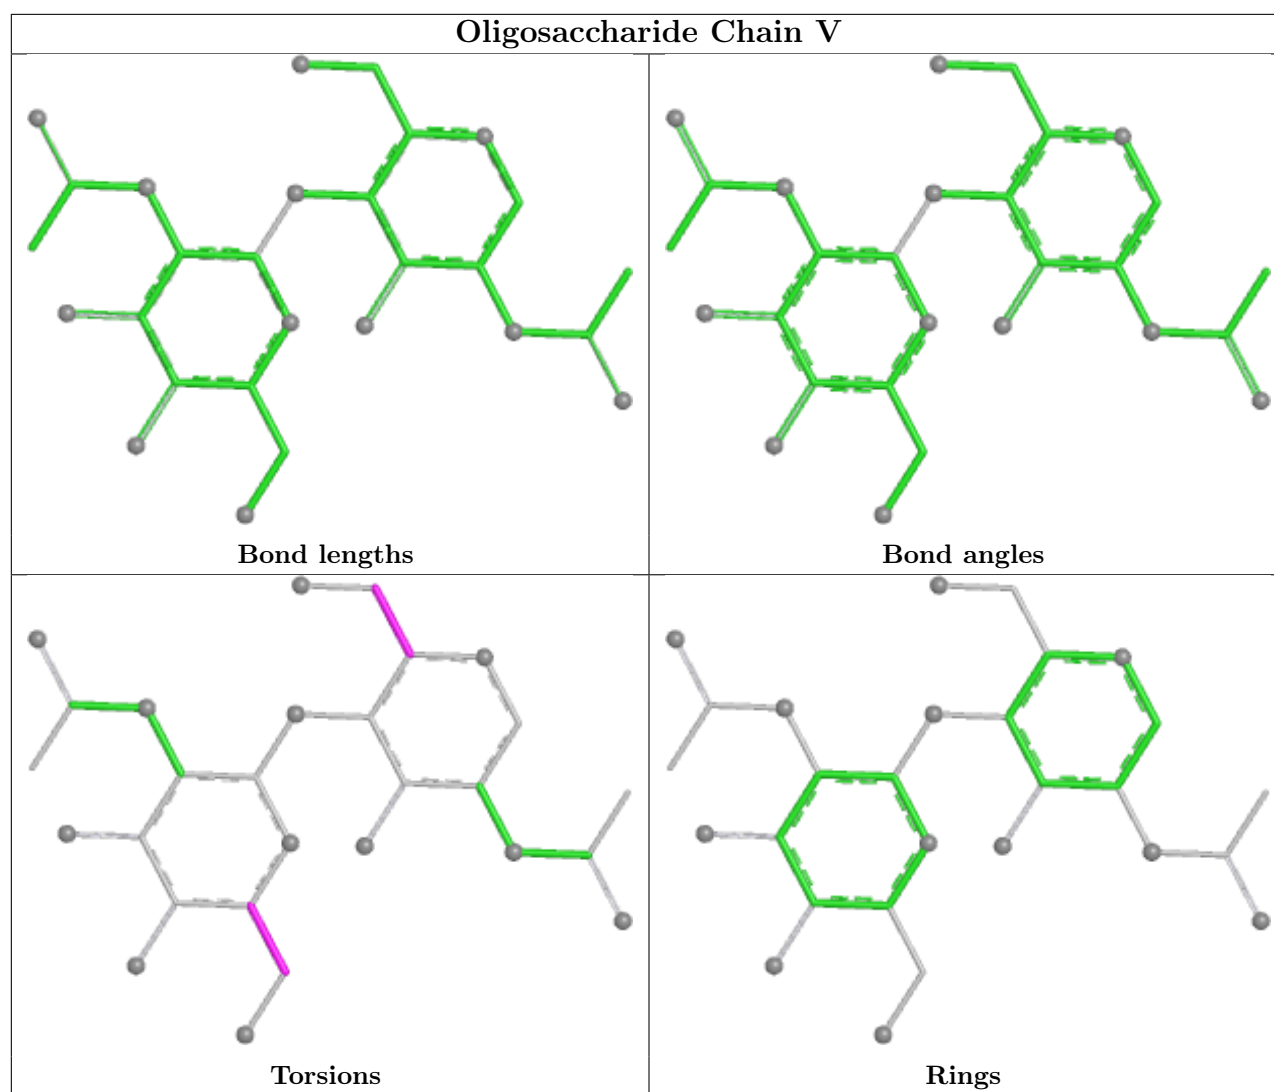 Oligosaccharide Chain V
Bond lengths
Bond angles
Torsions
Rings